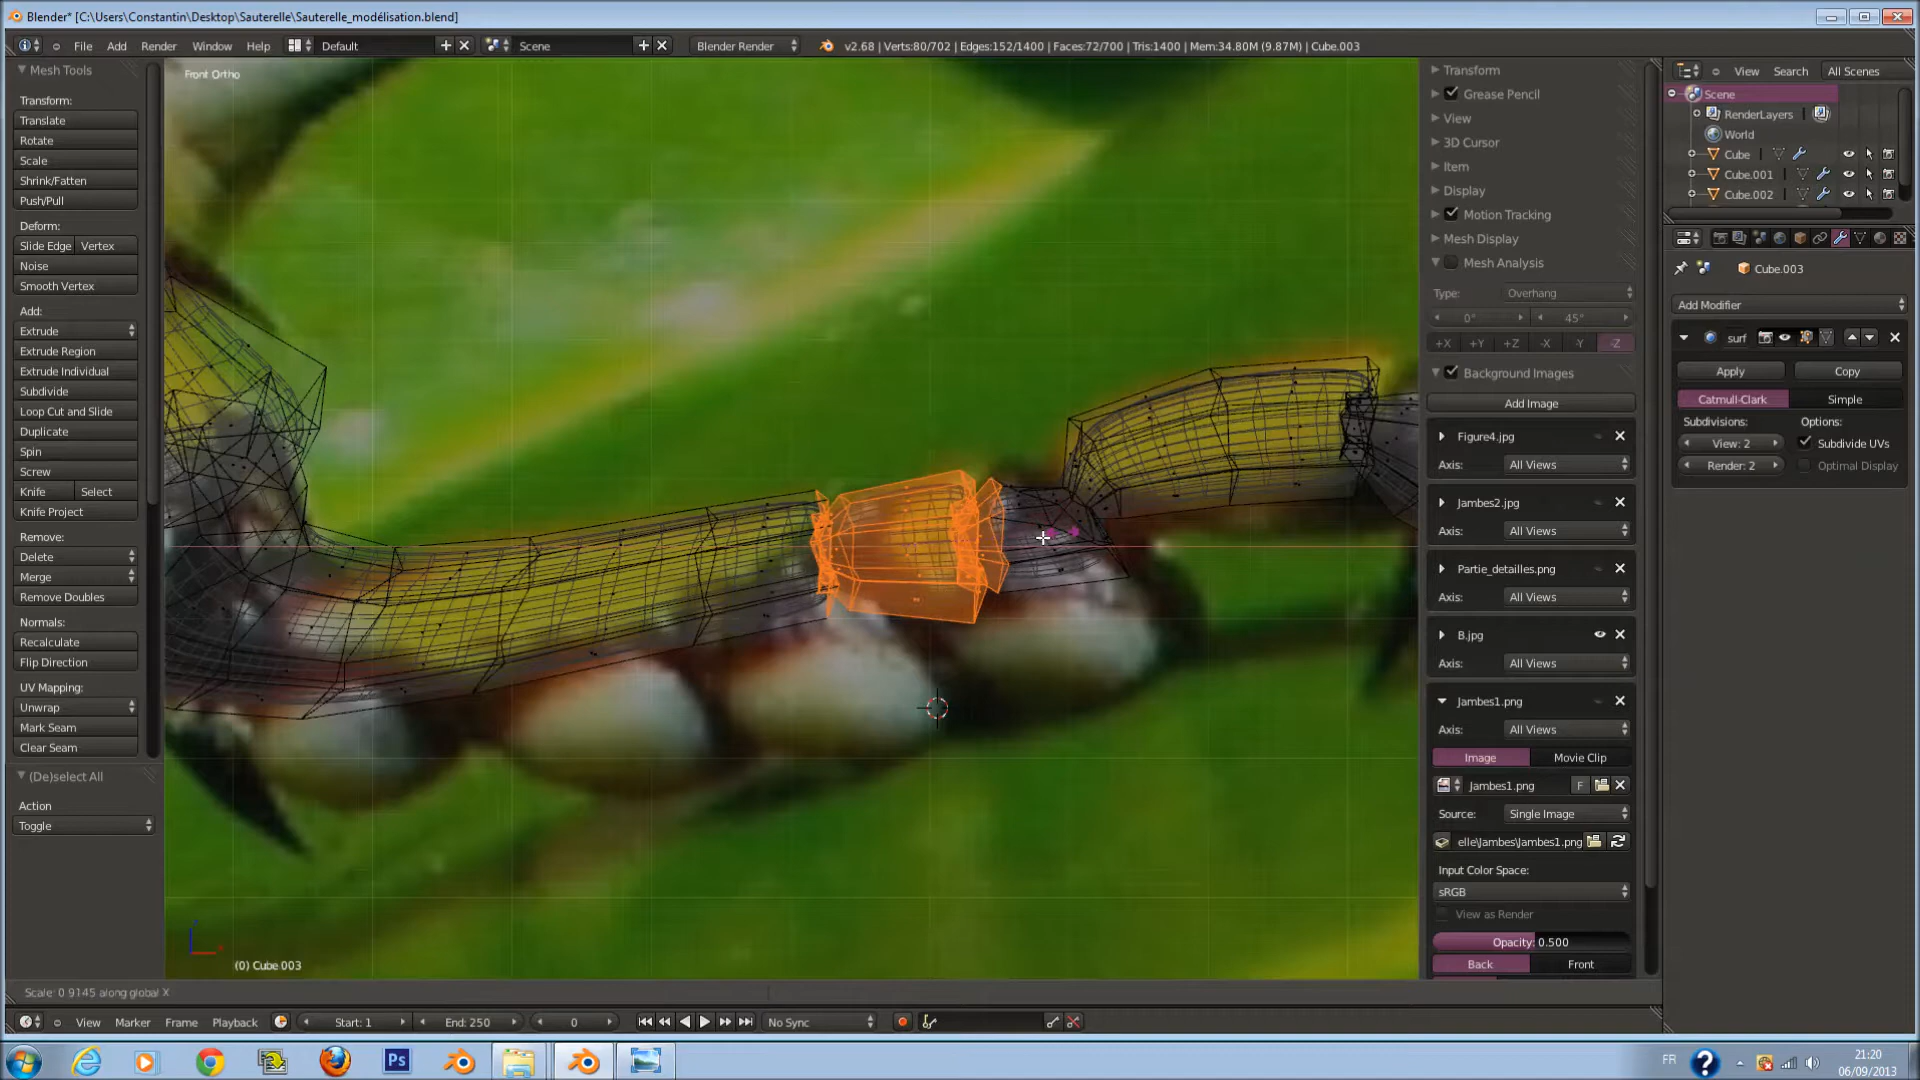 Blender* [C:\Users\Constantin\Desktop\Sauterelle\Sauterelle_modélisation.blend]
File Add Render Window Help Default Scene Blender Render v2.68 | Verts:80/702 | Edges:152/1400 | Faces:72/700 | Tris:1400 | Mem:34.80M (9.87M) | Cube.003
Mesh Tools
Transform:
Translate
Rotate
Scale
Shrink/Fatten
Push/Pull
Deform:
Slide Edge Vertex
Noise
Smooth Vertex
Add:
Extrude
Extrude Region
Extrude Individual
Subdivide
Loop Cut and Slide
Duplicate
Spin
Screw
Knife Select
Knife Project
Remove:
Delete
Merge
Remove Doubles
Normals:
Recalculate
Flip Direction
UV Mapping:
Unwrap
Mark Seam
Clear Seam
(De)select All
Action
Toggle
Front Ortho
(0) Cube 003
Transform
Grease Pencil
View
3D Cursor
Item
Display
Motion Tracking
Mesh Display
Mesh Analysis
Type: Overhang
0° 45°
+X +Y +Z -X -Y -Z
Background Images
Add Image
Figure4.jpg
Axis: All Views
Jambes2.jpg
Axis: All Views
Partie_detailles.png
Axis: All Views
B.jpg
Axis: All Views
Jambes1.png
Axis: All Views
Image Movie Clip
Jambes1.png F
Source: Single Image
elle\Jambes\Jambes1.png
Input Color Space:
sRGB
View as Render
Opacity: 0.500
Back Front
View Search All Scenes
Scene
RenderLayers
World
Cube
Cube.001
Cube.002
Cube.003
Add Modifier
surf
Apply Copy
Catmull-Clark Simple
Subdivisions: Options:
View: 2 Subdivide UVs
Render: 2 Optimal Display
Scale: 0 9145 along global X
View Marker Frame Playback Start: 1 End: 250 0 No Sync
Ps
FR
21:20
06/09/2013